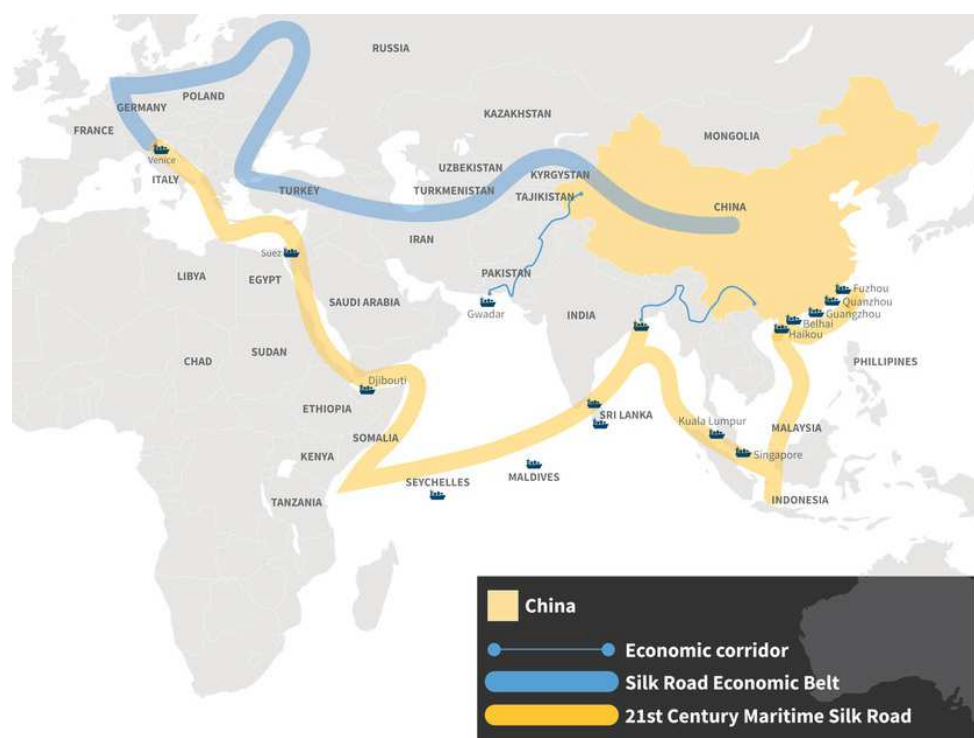 RUSSIA
POLAND
GERMANY
FRANCE
KAZAKHSTAN
MONGOLIA
Venice
ITALY
UZBEKISTAN
KYRGYSTAN
TURKEY
TURKMENISTAN
TAJIKISTAN
CHINA
IRAN
Suez
LIBYA
EGYPT
PAKISTAN
SAUDI ARABIA
Gwadar
INDIA
Fuzhou
Quanzhou
Guangzhou
Belhai
Haikou
CHAD
SUDAN
PHILLIPINES
Djibouti
ETHIOPIA
SRI LANKA
Kuala Lumpur
MALAYSIA
SOMALIA
KENYA
Singapore
SEYCHELLES
MALDIVES
TANZANIA
INDONESIA
China
Economic corridor
Silk Road Economic Belt
21st Century Maritime Silk Road